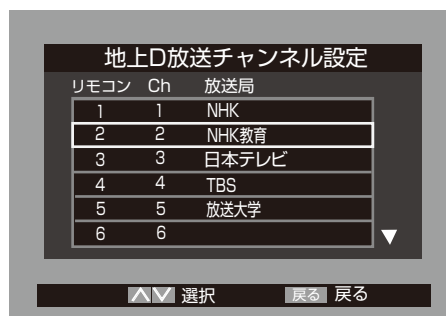 地上D放送チャンネル設定
リモコン Ch 放送局
1 1 NHK
2 2 NHK教育
3 3 日本テレビ
4 4 TBS
5 5 放送大学
6 6
▼
選択 戻る 戻る